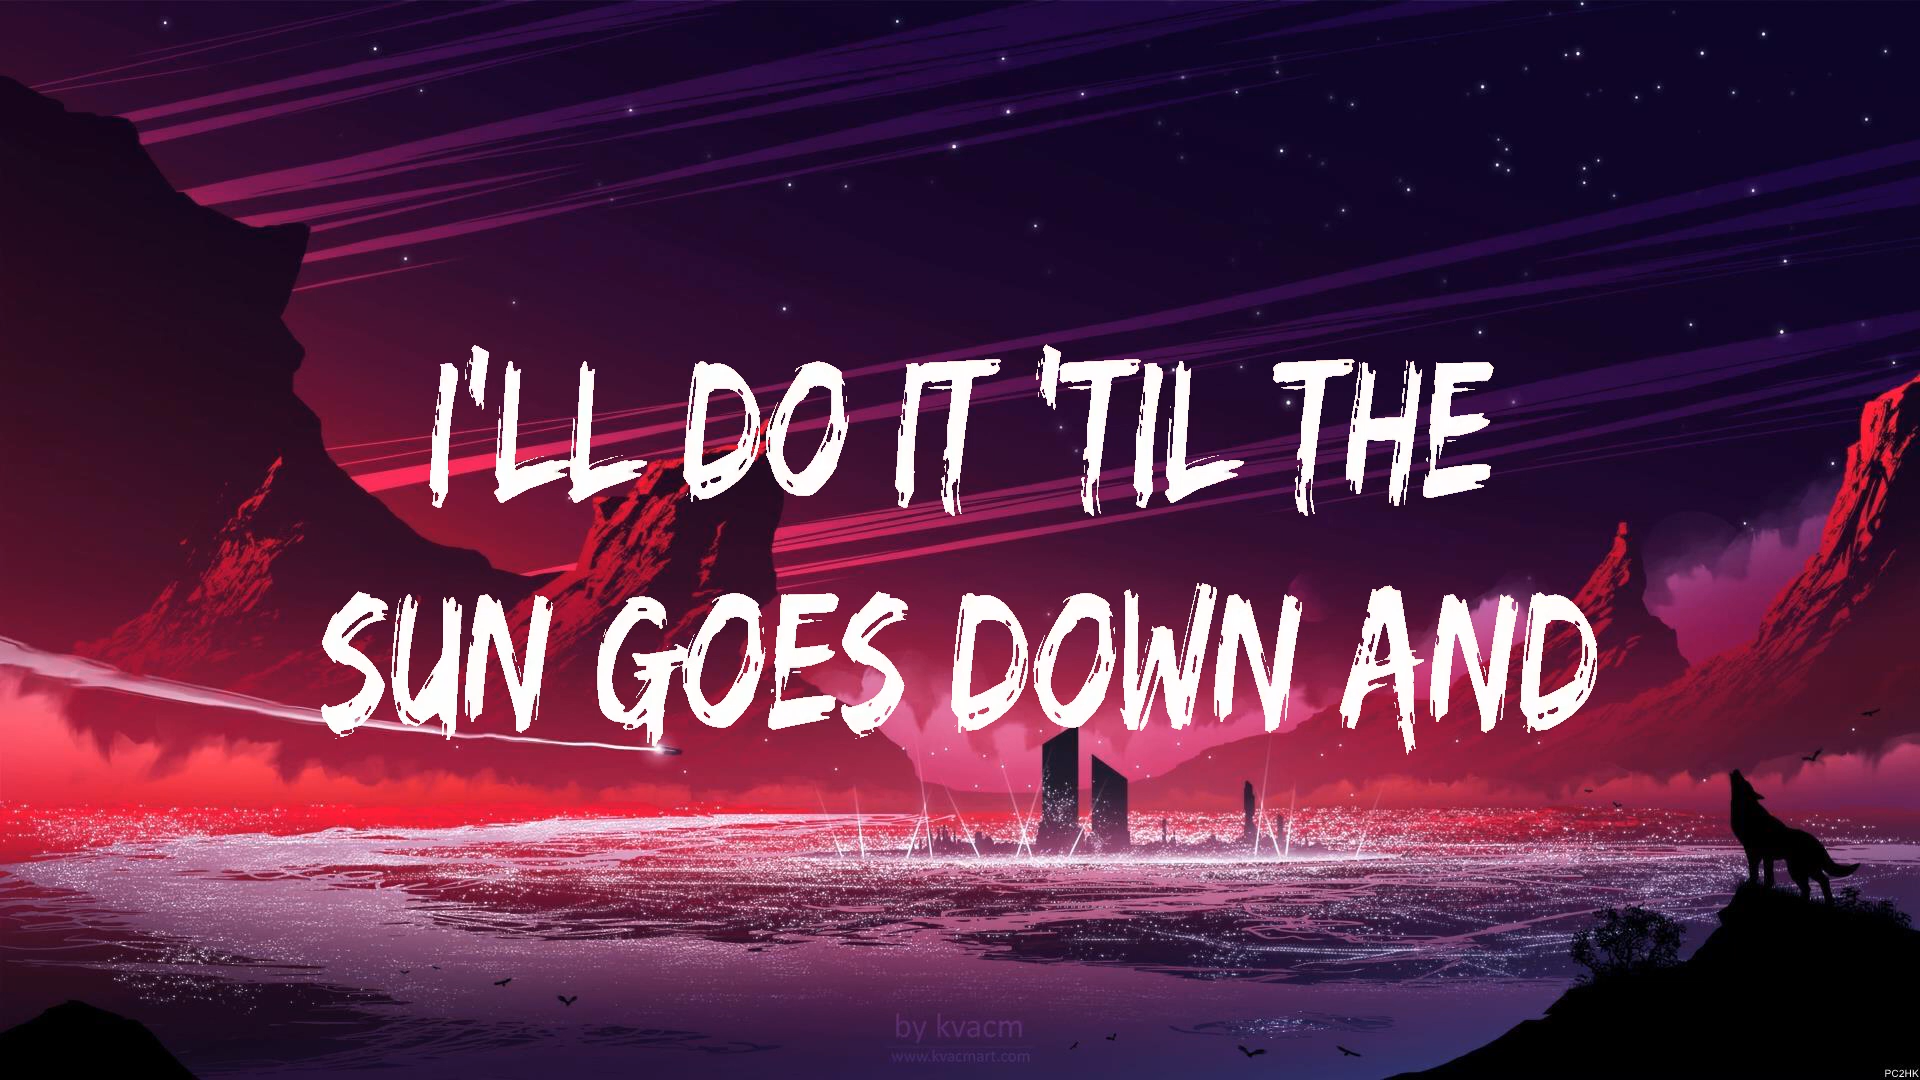 I'LL DO IT 'TIL THE
SUN GOES DOWN AND
by kvacm
www.kvacmart.com
PC2HK